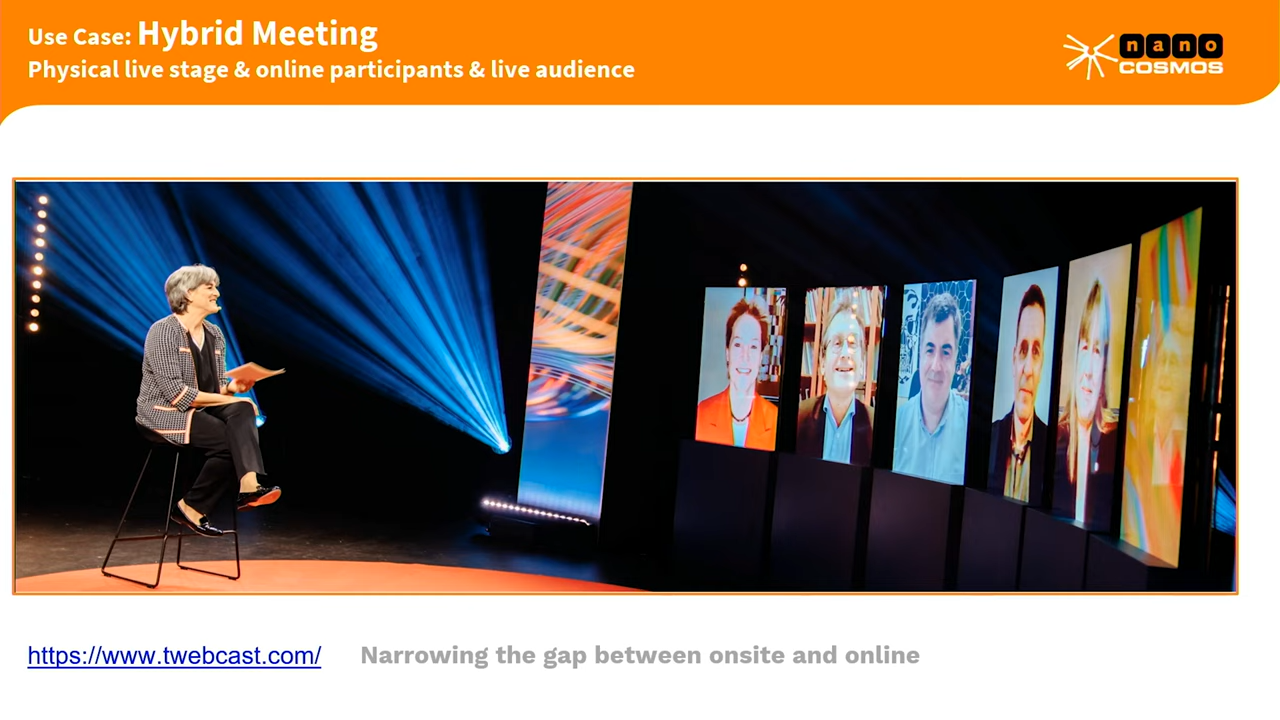 Use Case: Hybrid Meeting
Physical live stage & online participants & live audience
nano
COSMOS
https://www.twebcast.com/ Narrowing the gap between onsite and online